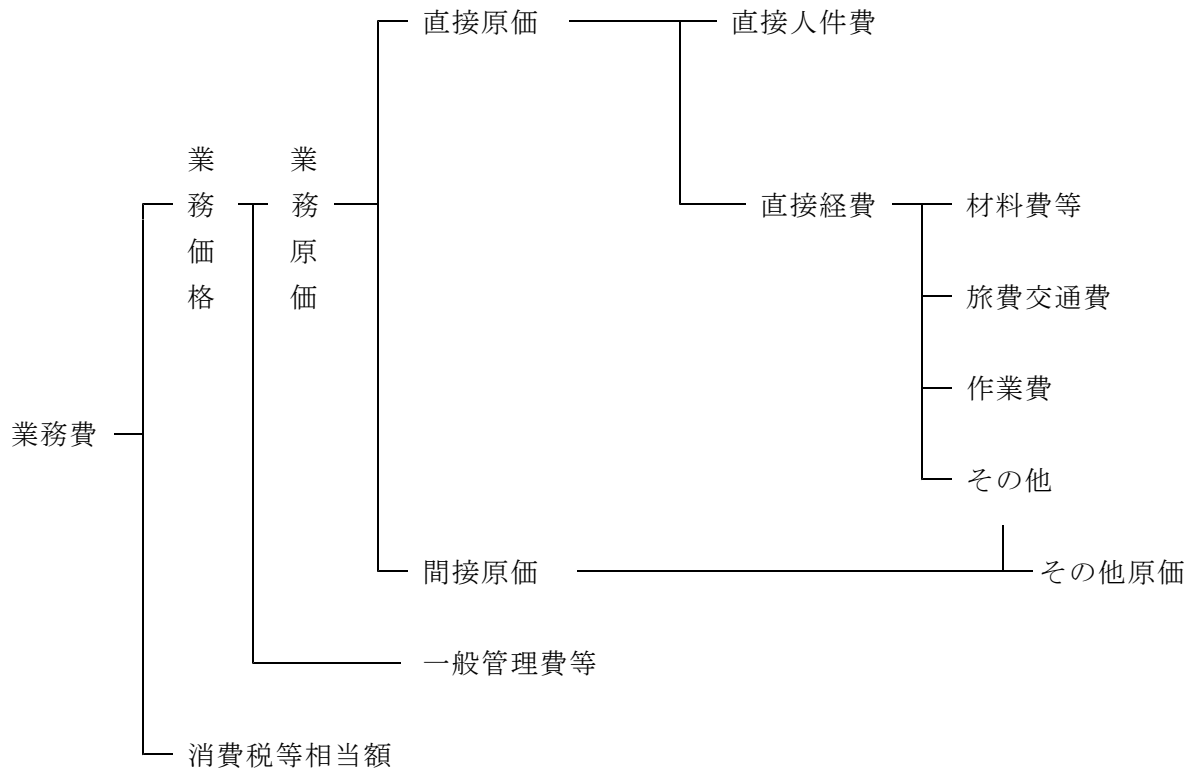 直接原価
直接人件費
業務価格
業務原価
直接経費
材料費等
旅費交通費
作業費
業務費
その他
間接原価
その他原価
一般管理費等
消費税等相当額